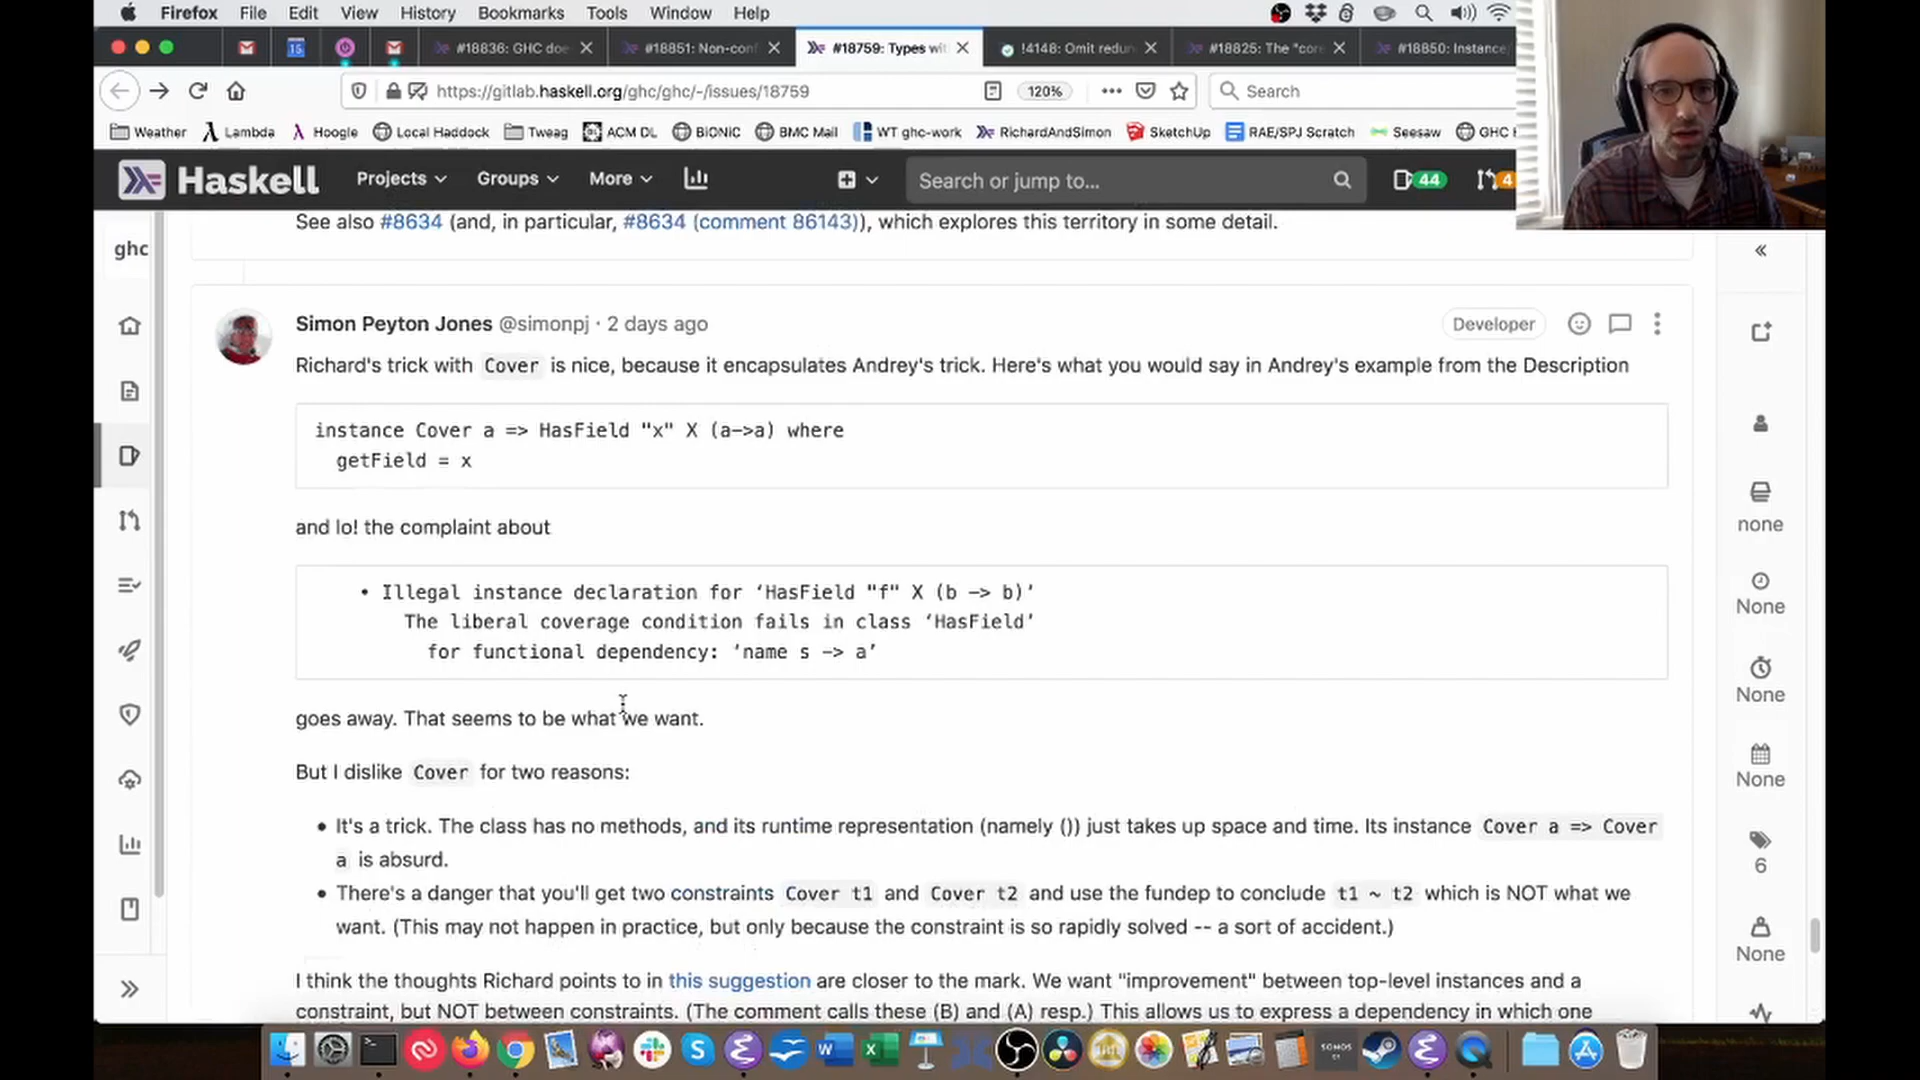 Firefox File Edit View History Bookmarks Tools Window Help
#18836: GHC doe #18851: Non-conf #18759: Types wit !4148: Omit redun #18825: The "core #18850: Instance
https://gitlab.haskell.org/ghc/ghc/-/issues/18759 120% Search
Weather Lambda Hoogle Local Haddock Tweag ACM DL BIONIC BMC Mail WT ghc-work RichardAndSimon SketchUp RAE/SPJ Scratch Seesaw GHC
Haskell Projects Groups More Search or jump to... 44 4
See also #8634 (and, in particular, #8634 (comment 86143)), which explores this territory in some detail.
ghc
Simon Peyton Jones @simonpj · 2 days ago Developer
Richard's trick with Cover is nice, because it encapsulates Andrey's trick. Here's what you would say in Andrey's example from the Description
instance Cover a => HasField "x" X (a->a) where
getField = x
and lo! the complaint about
• Illegal instance declaration for ‘HasField "f" X (b -> b)’
The liberal coverage condition fails in class ‘HasField’
for functional dependency: ‘name s -> a’
goes away. That seems to be what we want.
But I dislike Cover for two reasons:
• It's a trick. The class has no methods, and its runtime representation (namely ()) just takes up space and time. Its instance Cover a => Cover
a is absurd.
• There's a danger that you'll get two constraints Cover t1 and Cover t2 and use the fundep to conclude t1 ~ t2 which is NOT what we
want. (This may not happen in practice, but only because the constraint is so rapidly solved -- a sort of accident.)
I think the thoughts Richard points to in this suggestion are closer to the mark. We want "improvement" between top-level instances and a
constraint, but NOT between constraints. (The comment calls these (B) and (A) resp.) This allows us to express a dependency in which one
none
None
None
None
6
None
SONOS